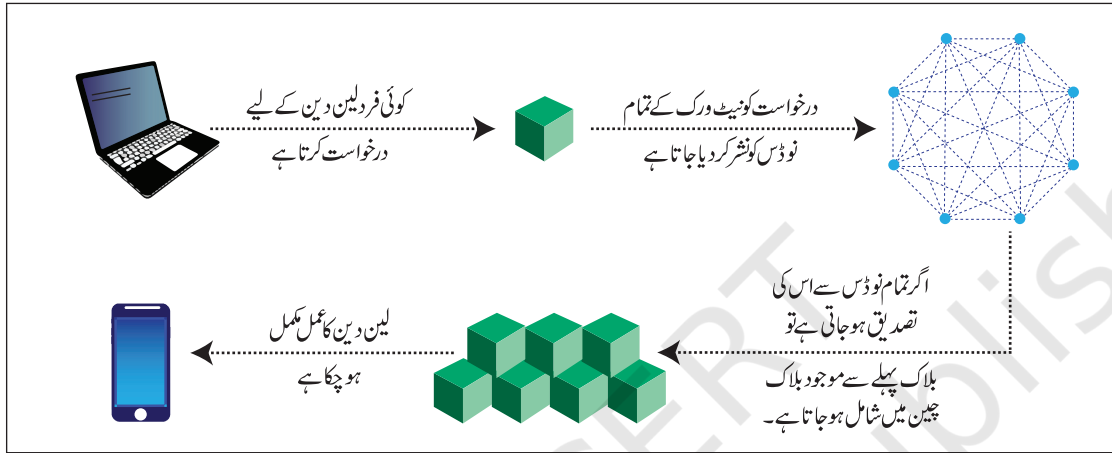 کوئی فرد لین دین کے لیے
درخواست کرتا ہے
درخواست کو نیٹ ورک کے تمام
نوڈس کو نشر کر دیا جاتا ہے
اگر تمام نوڈس سے اس کی
تصدیق ہو جاتی ہے تو
بلاک پہلے سے موجود بلاک
چین میں شامل ہو جاتا ہے۔
لین دین کا عمل مکمل
ہو چکا ہے